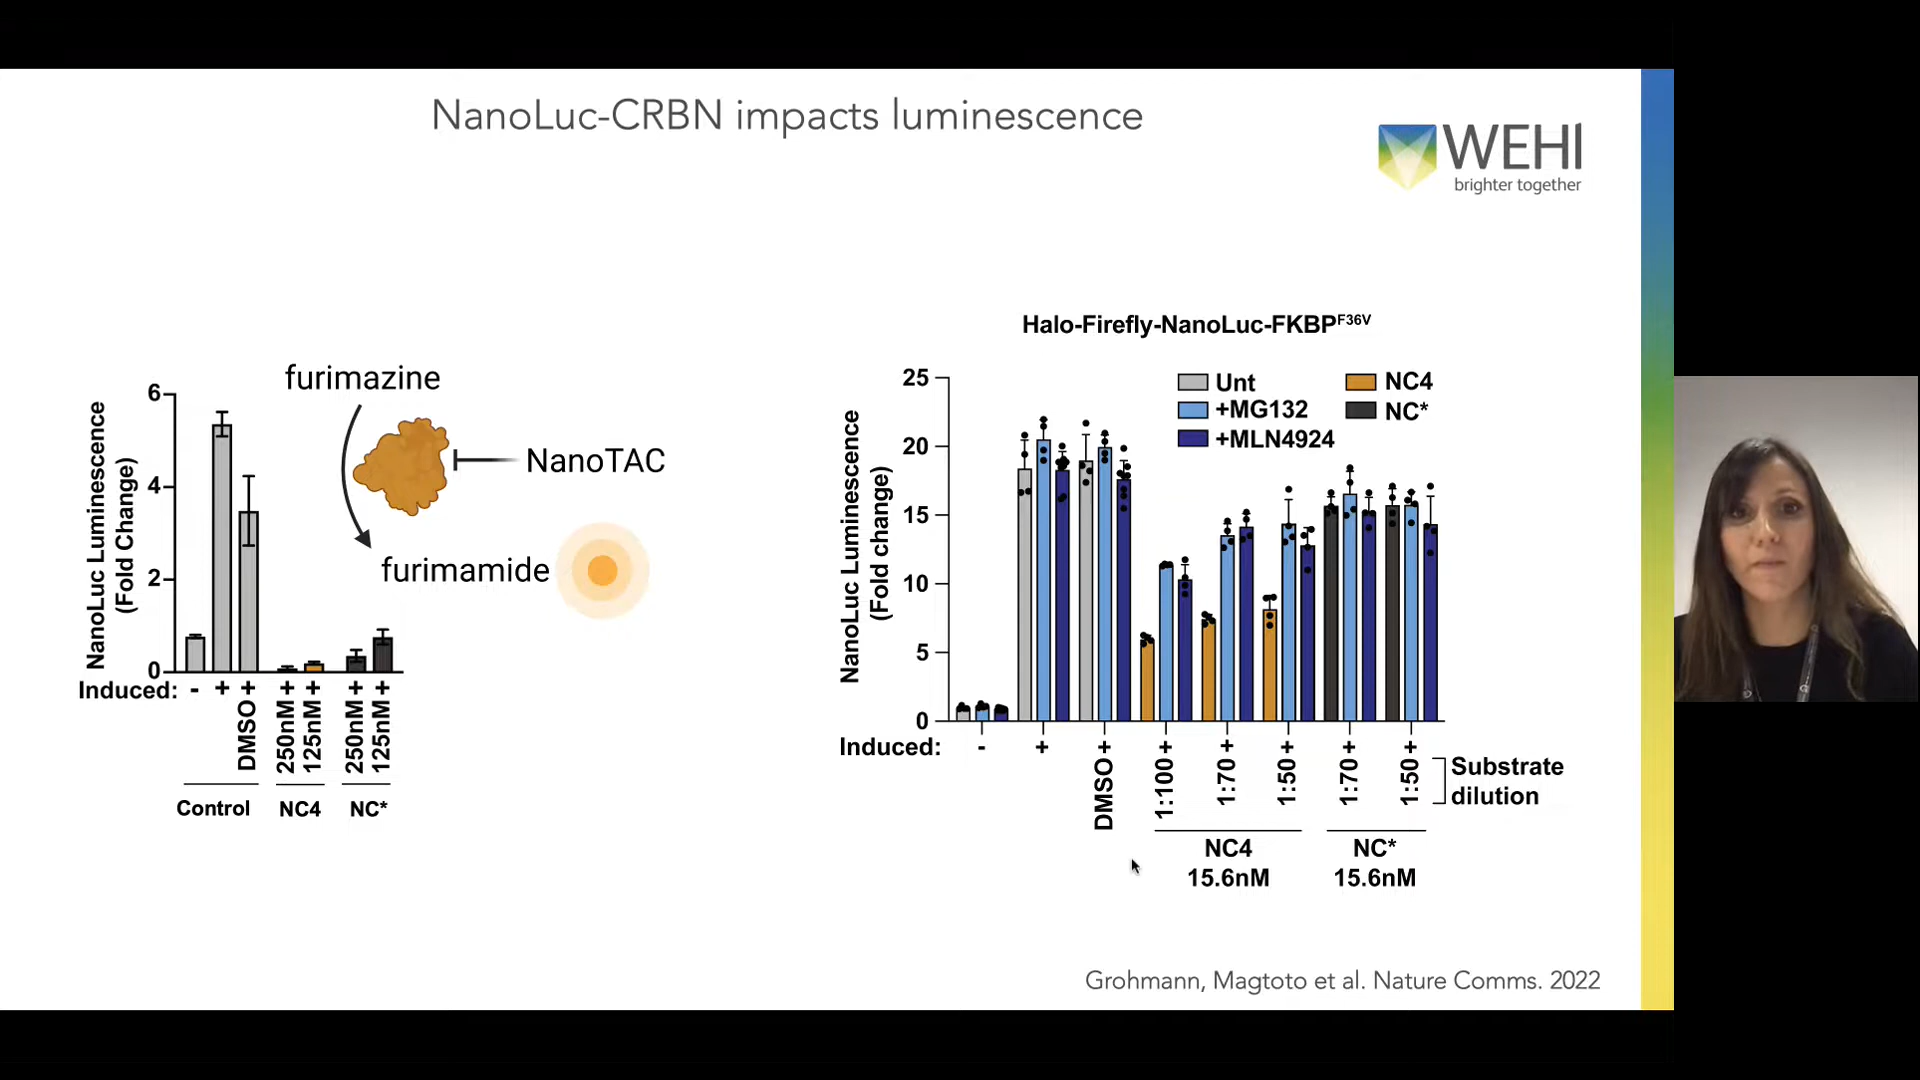 NanoLuc-CRBN impacts luminescence
WEHI
brighter together
furimazine
NanoTAC
furimamide
NanoLuc Luminescence
(Fold Change)
6
4
2
0
Induced: - + + + + + +
DMSO
250nM
125nM
250nM
125nM
Control
NC4
NC*
Halo-Firefly-NanoLuc-FKBPF36V
Unt
+MG132
+MLN4924
NC4
NC*
NanoLuc Luminescence
(Fold change)
25
20
15
10
5
0
Induced: - + + + + + + +
DMSO
1:100
1:70
1:50
1:70
1:50
Substrate
dilution
NC4
15.6nM
NC*
15.6nM
Grohmann, Magtoto et al. Nature Comms. 2022